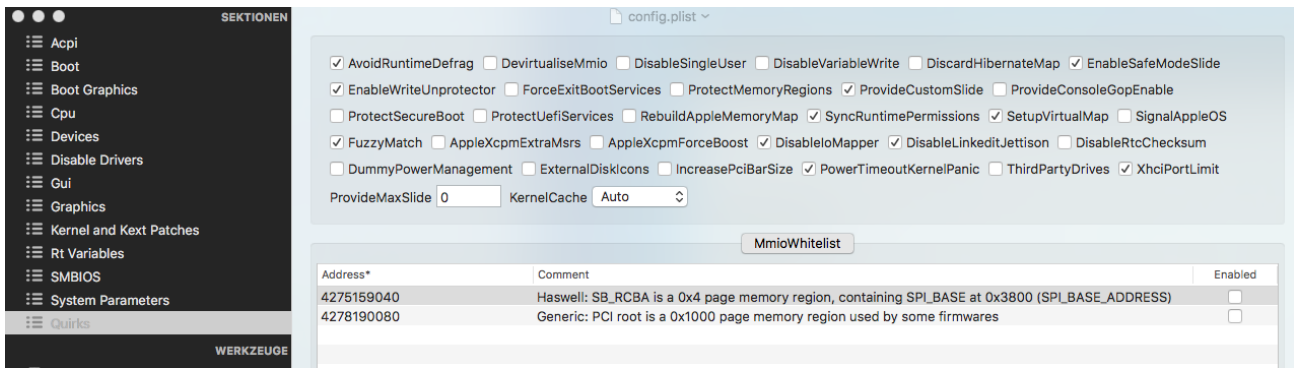 SEKTIONEN
config.plist
Acpi
Boot
Boot Graphics
Cpu
Devices
Disable Drivers
Gui
Graphics
Kernel and Kext Patches
Rt Variables
SMBIOS
System Parameters
Quirks
WERKZEUGE
AvoidRuntimeDefrag DevirtualiseMmio DisableSingleUser DisableVariableWrite DiscardHibernateMap EnableSafeModeSlide
EnableWriteUnprotector ForceExitBootServices ProtectMemoryRegions ProvideCustomSlide ProvideConsoleGopEnable
ProtectSecureBoot ProtectUefiServices RebuildAppleMemoryMap SyncRuntimePermissions SetupVirtualMap SignalAppleOS
FuzzyMatch AppleXcpmExtraMsrs AppleXcpmForceBoost DisableIoMapper DisableLinkeditJettison DisableRtcChecksum
DummyPowerManagement ExternalDiskIcons IncreasePciBarSize PowerTimeoutKernelPanic ThirdPartyDrives XhciPortLimit
ProvideMaxSlide 0 KernelCache Auto
MmioWhitelist
Address* Comment Enabled
4275159040 Haswell: SB_RCBA is a 0x4 page memory region, containing SPI_BASE at 0x3800 (SPI_BASE_ADDRESS)
4278190080 Generic: PCI root is a 0x1000 page memory region used by some firmwares